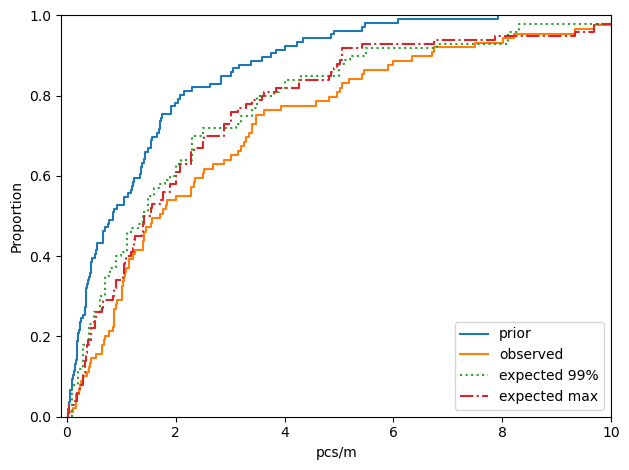 1.0
0.8
0.6
0.4
0.2
0.0
Proportion
0
2
4
6
8
10
pcs/m
prior
observed
expected 99%
expected max